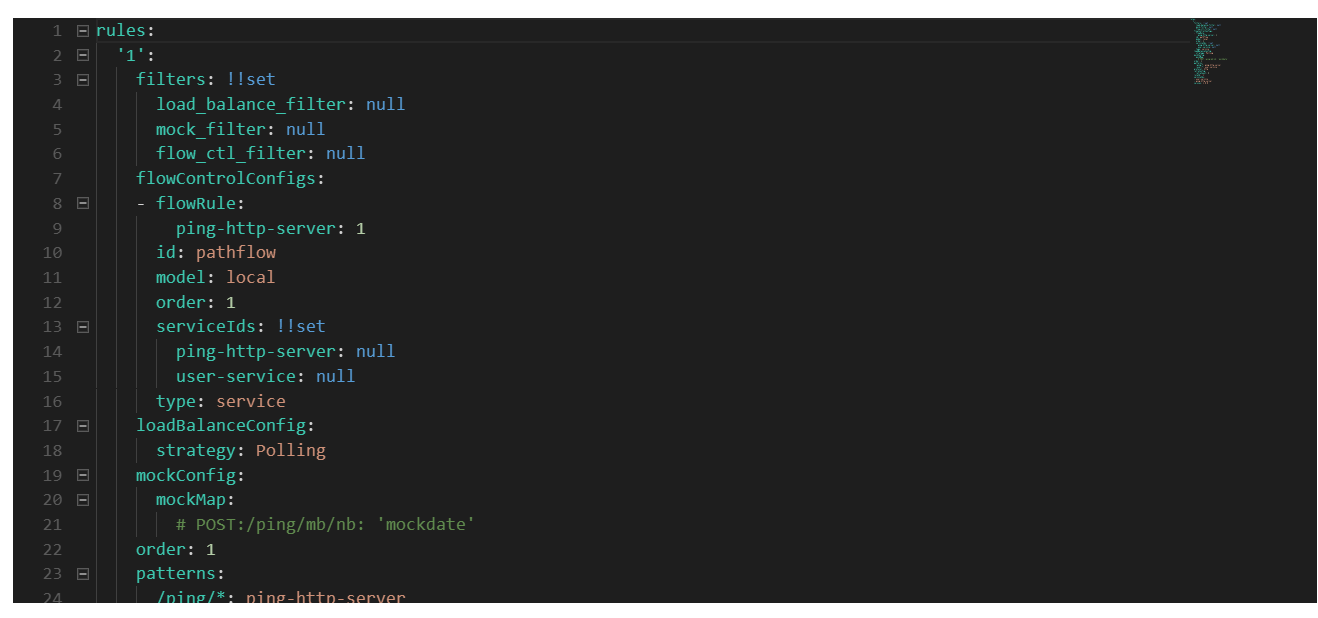 1 rules:
2 '1':
3 filters: !!set
4 load_balance_filter: null
5 mock_filter: null
6 flow_ctl_filter: null
7 flowControlConfigs:
8 - flowRule:
9 ping-http-server: 1
10 id: pathflow
11 model: local
12 order: 1
13 serviceIds: !!set
14 ping-http-server: null
15 user-service: null
16 type: service
17 loadBalanceConfig:
18 strategy: Polling
19 mockConfig:
20 mockMap:
21 # POST:/ping/mb/nb: 'mockdate'
22 order: 1
23 patterns:
24 /ping/*: ping-http-server